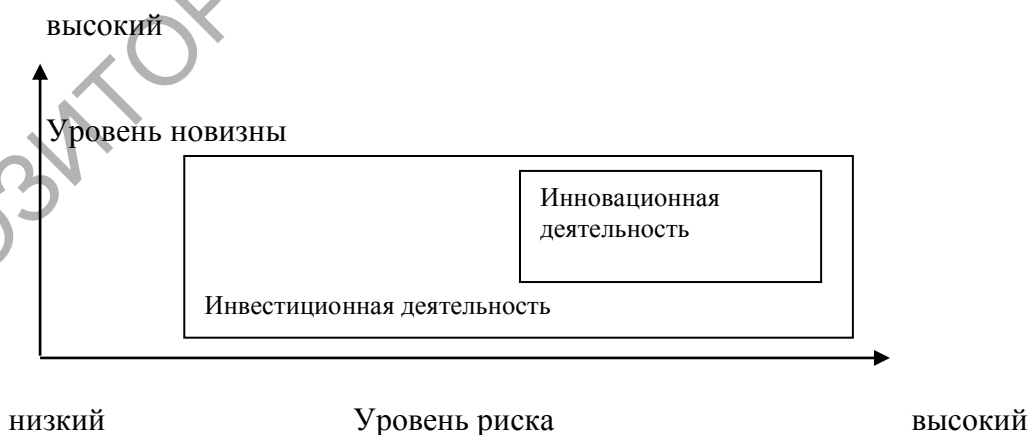 высокий
Уровень новизны
Инновационная
деятельность
Инвестиционная деятельность
низкий Уровень риска высокий